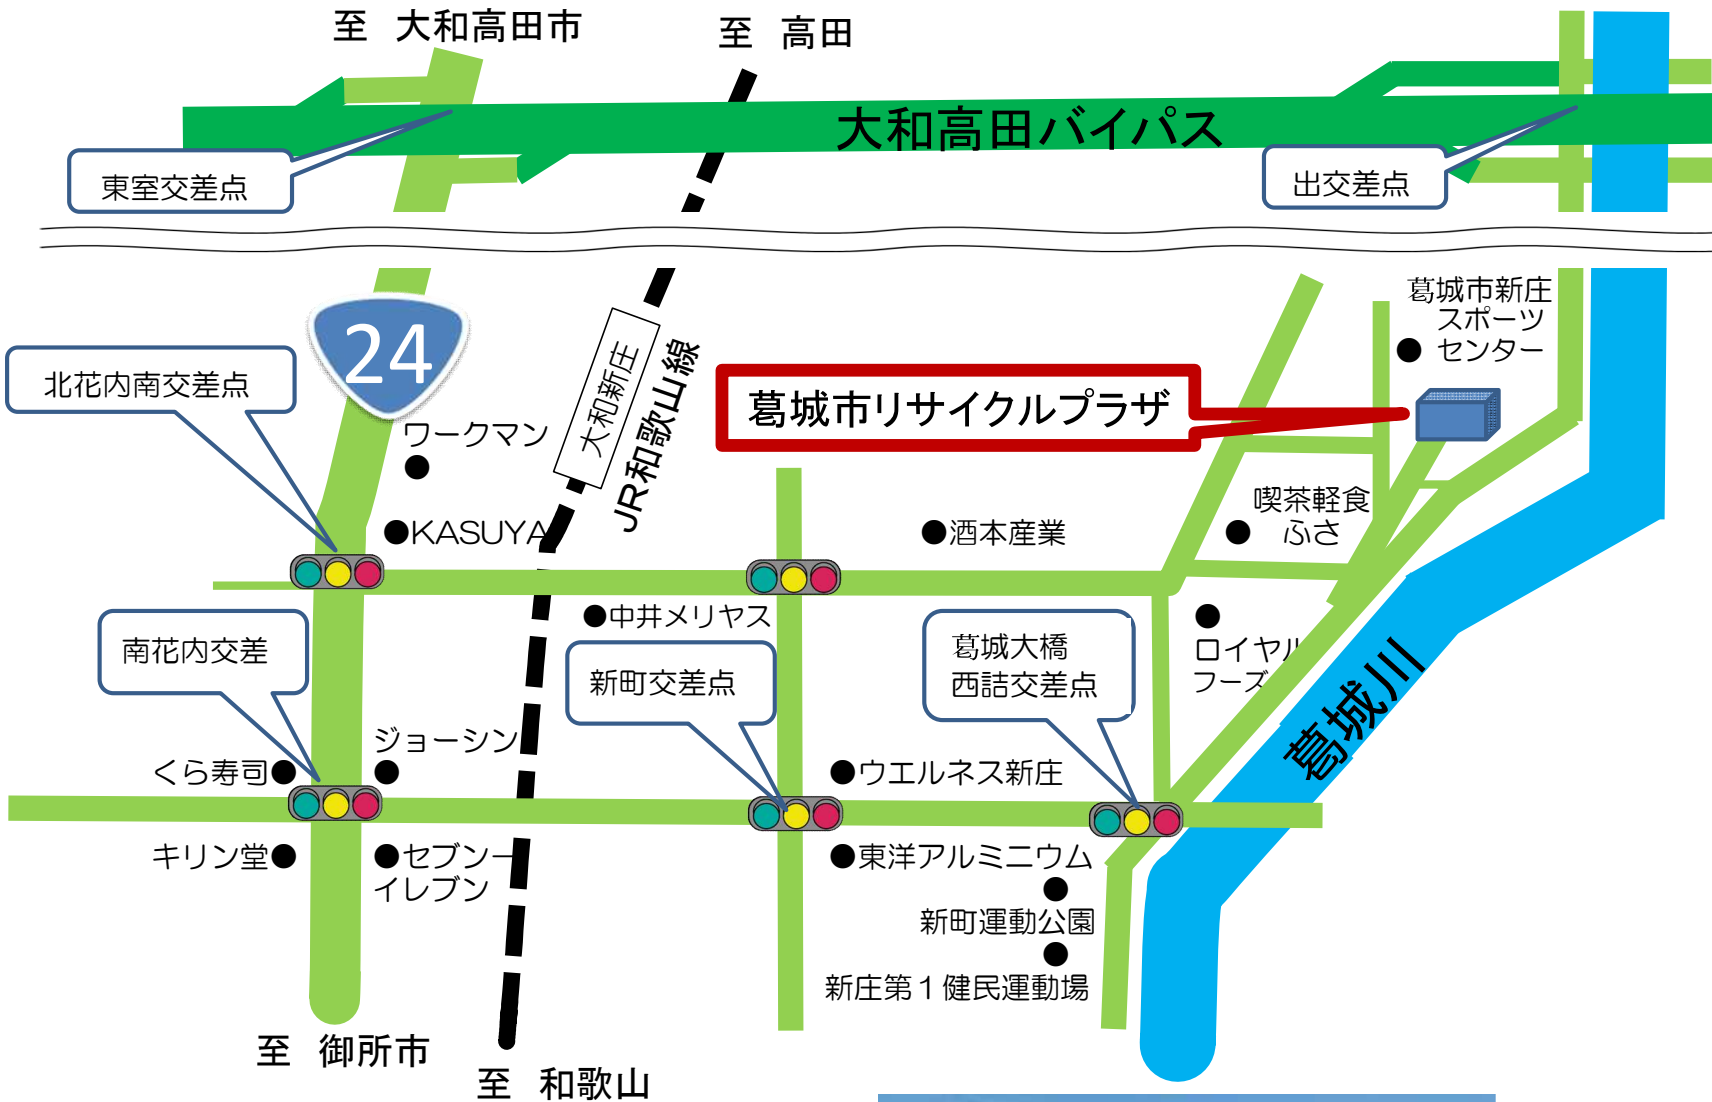 至　大和高田市
至　高田
大和高田バイパス
東室交差点
出交差点
葛城市新庄
スポーツ
センター
24
北花内南交差点
大和新庄
JR和歌山線
葛城市リサイクルプラザ
ワークマン
KASUYA
酒本産業
喫茶軽食
ふさ
中井メリヤス
南花内交差
新町交差点
葛城大橋
西詰交差点
ロイヤル
フーズ
葛城川
ジョーシン
くら寿司
ウエルネス新庄
キリン堂
セブンー
イレブン
東洋アルミニウム
新町運動公園
新庄第１健民運動場
至　御所市
至　和歌山